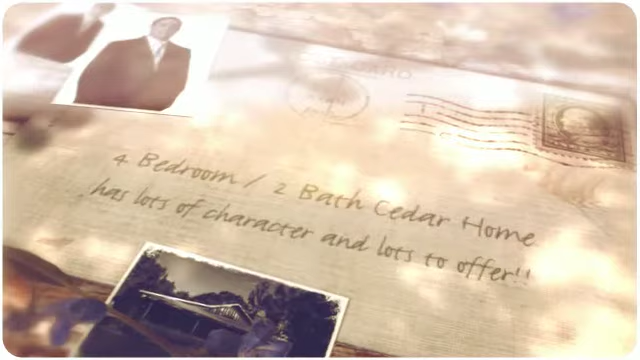 4 Bedroom / 2 Bath Cedar Home
has lots of character and lots to offer!!